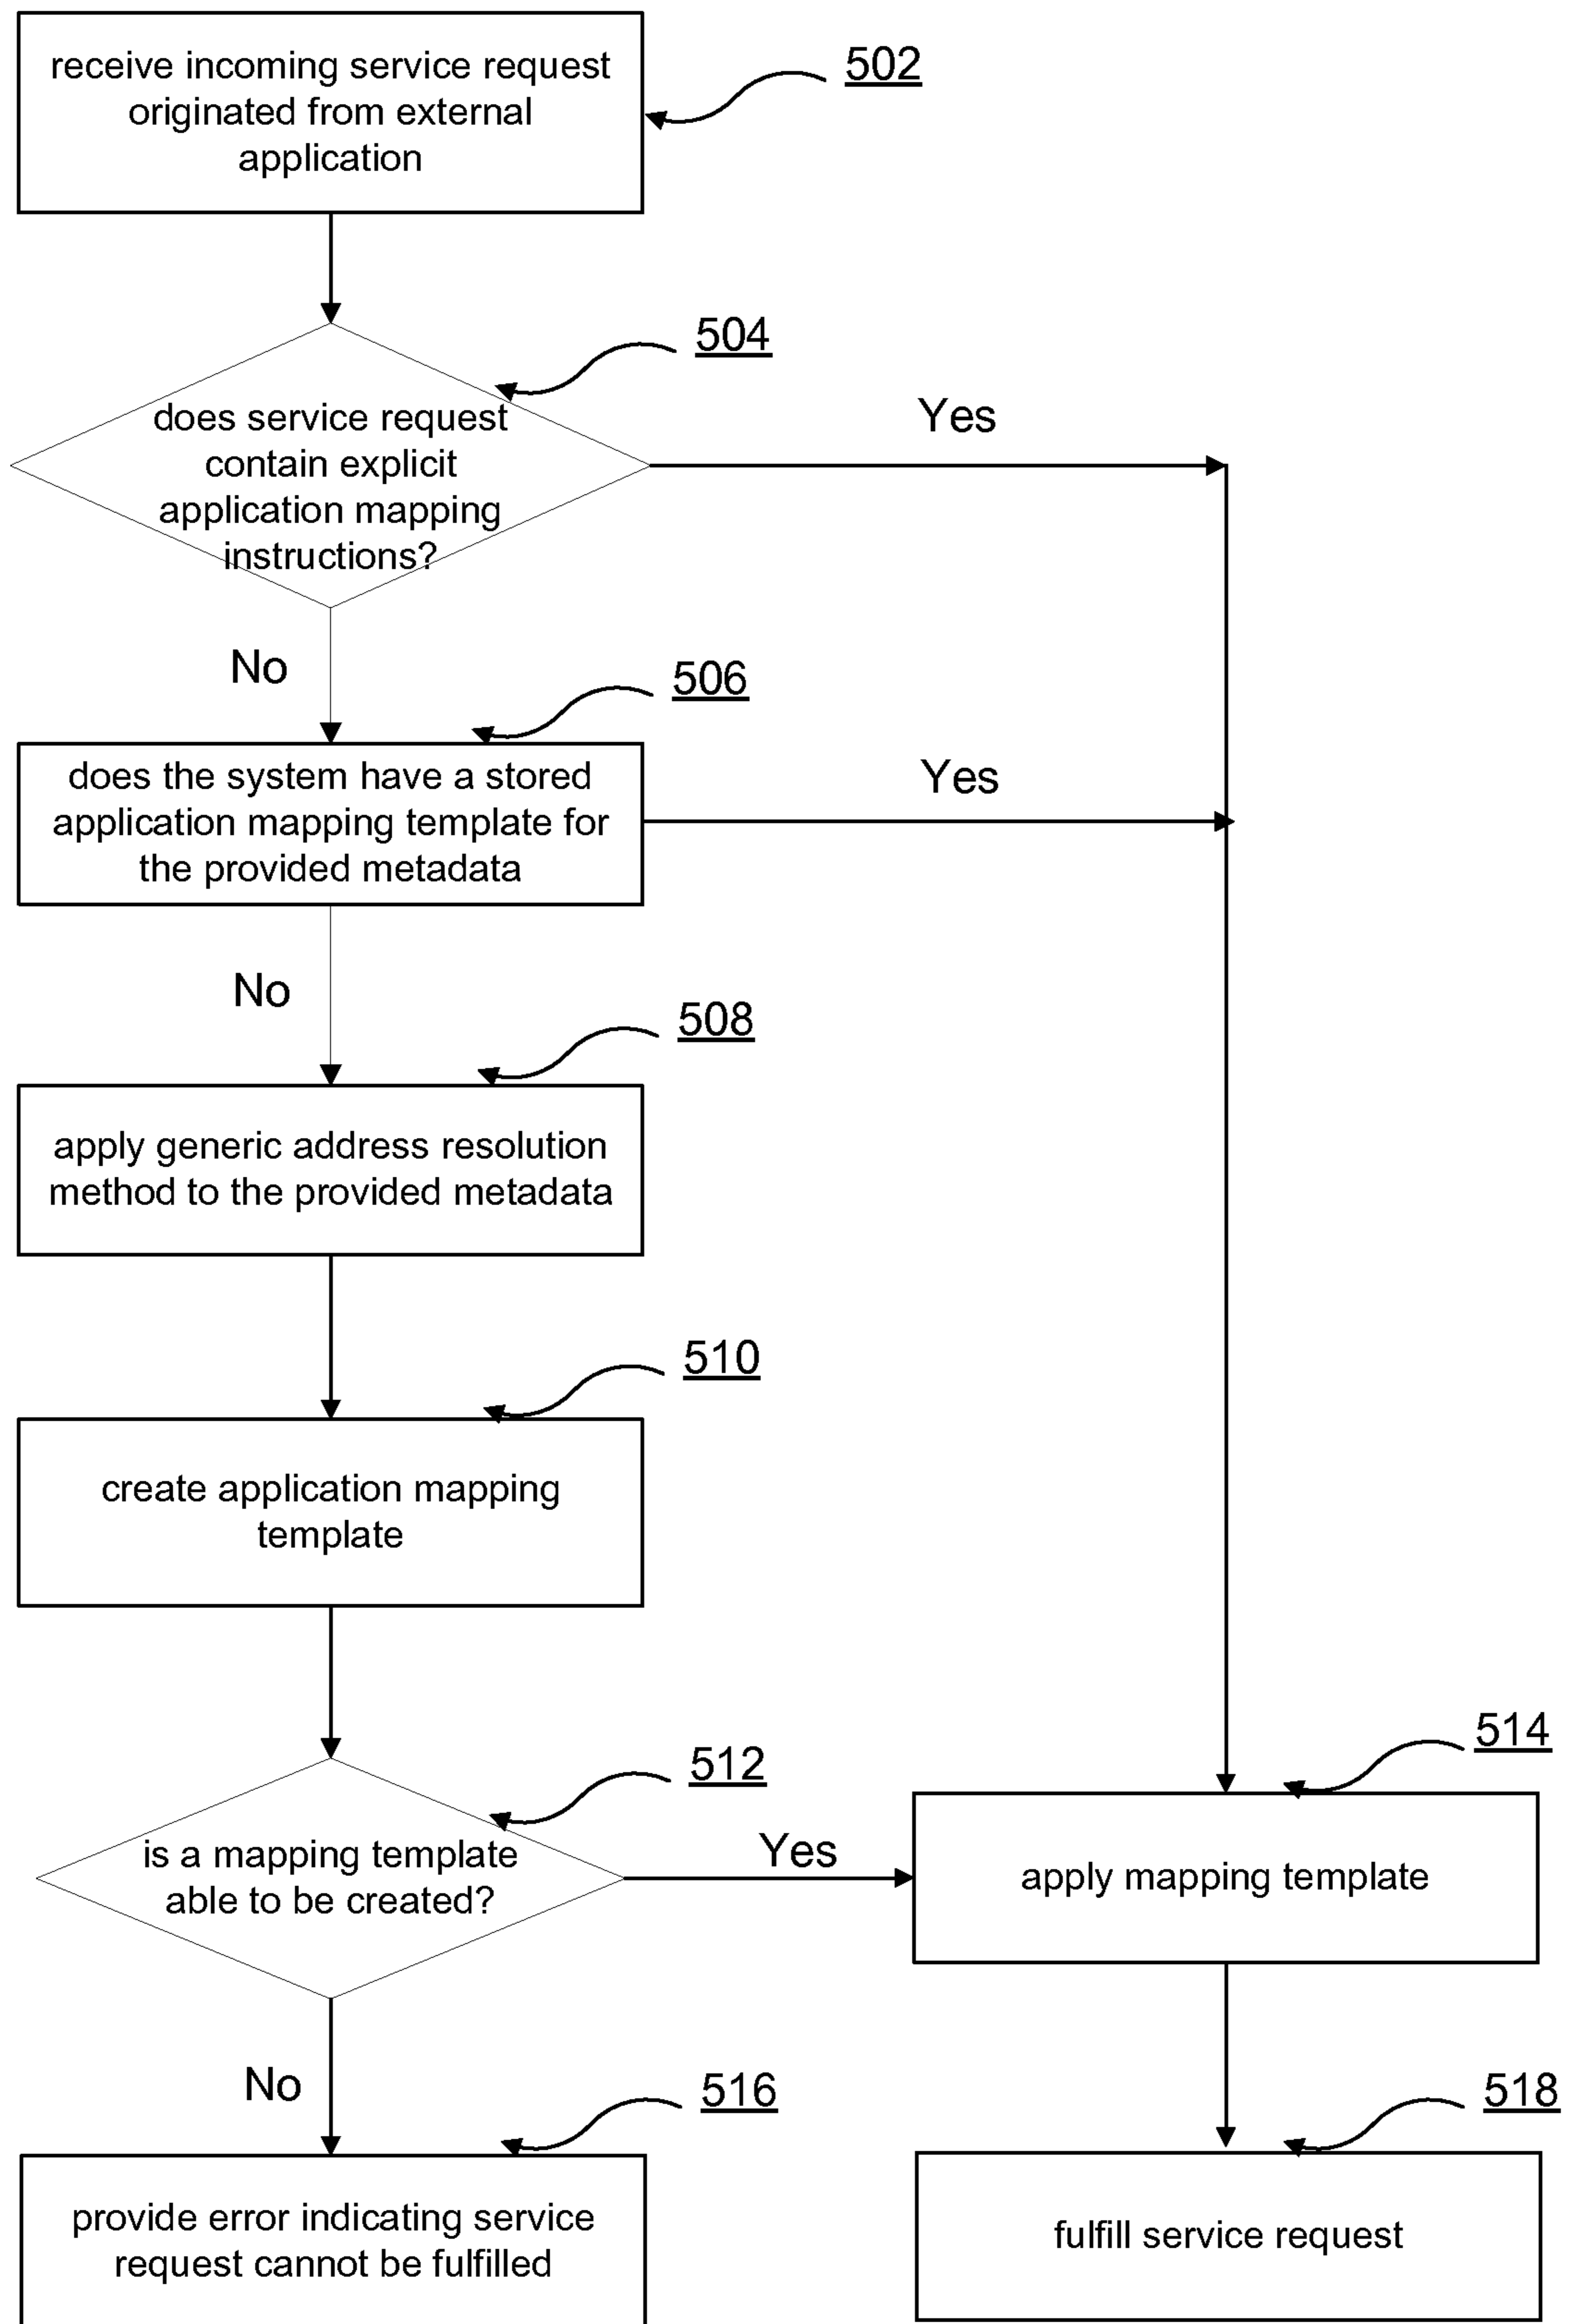 receive incoming service request
originated from external
application
502
504
does service request
contain explicit
application mapping
instructions?
Yes
No
506
does the system have a stored
application mapping template for
the provided metadata
Yes
No
508
apply generic address resolution
method to the provided metadata
510
create application mapping
template
512
is a mapping template
able to be created?
Yes
514
apply mapping template
No
516
provide error indicating service
request cannot be fulfilled
518
fulfill service request